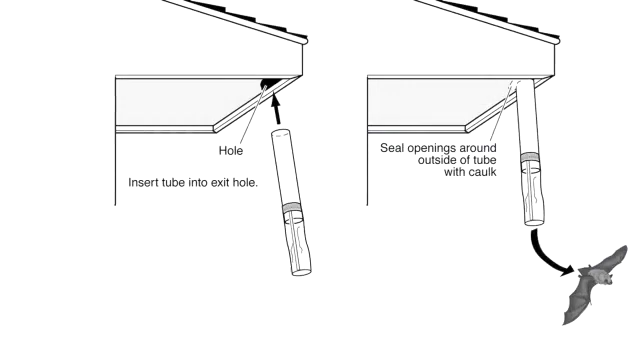 Hole
Insert tube into exit hole.
Seal openings around
outside of tube
with caulk